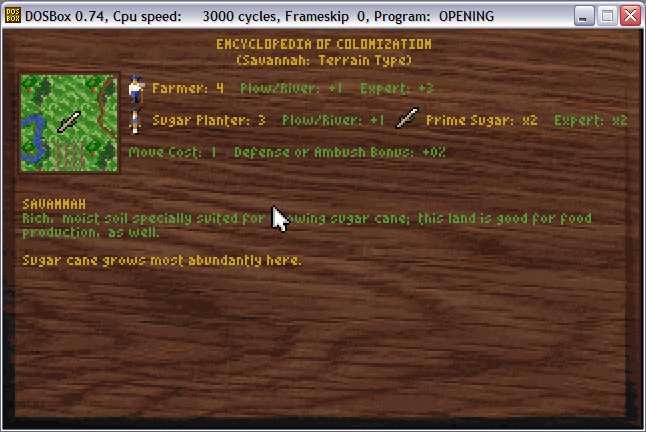 DOSBox 0.74, Cpu speed: 3000 cycles, Frameskip 0, Program: OPENING
DOS BOX
ENCYCLOPEDIA OF COLONIZATION
(Savannah: Terrain Type)
Farmer: 4 Plow/River: +1 Expert: +3
Sugar Planter: 3 Plow/River: +1 Prime Sugar: x2 Expert: x2
Move Cost: 1 Defense or Ambush Bonus: +0%
SAVANNAH
Rich, moist soil specially suited for owing sugar cane; this land is good for food
production, as well.
Sugar cane grows most abundantly here.